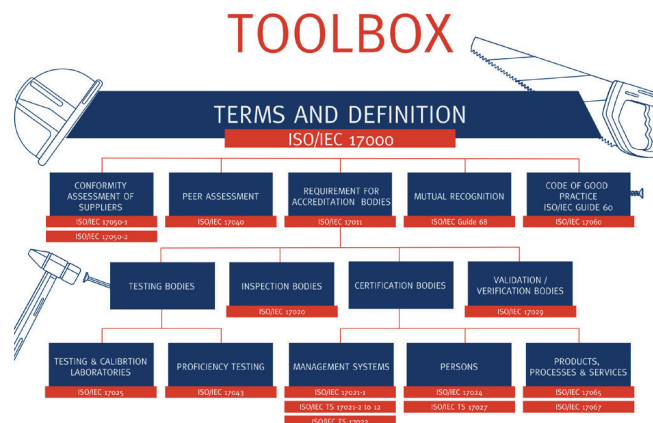 TOOLBOX
TERMS AND DEFINITION
ISO/IEC 17000
CONFORMITY
ASSESSMENT OF
SUPPLIERS
ISO/IEC 17050-1
ISO/IEC 17050-2
PEER ASSESSMENT
ISO/IEC 17040
REQUIREMENT FOR
ACCREDITATION BODIES
ISO/IEC 17011
MUTUAL RECOGNITION
ISO/IEC Guide 68
CODE OF GOOD
PRACTICE
ISO/IEC GUIDE 60
ISO/IEC 17060
TESTING BODIES
INSPECTION BODIES
ISO/IEC 17020
CERTIFICATION BODIES
VALIDATION /
VERIFICATION BODIES
ISO/IEC 17029
TESTING & CALIBRTION
LABORATORIES
ISO/IEC 17025
PROFICIENCY TESTING
ISO/IEC 17043
MANAGEMENT SYSTEMS
ISO/IEC 17021-1
ISO/IEC TS 17021-2 to 12
ISO/IEC TS
PERSONS
ISO/IEC 17024
ISO/IEC TS 17027
PRODUCTS,
PROCESSES & SERVICES
ISO/IEC 17065
ISO/IEC 17067